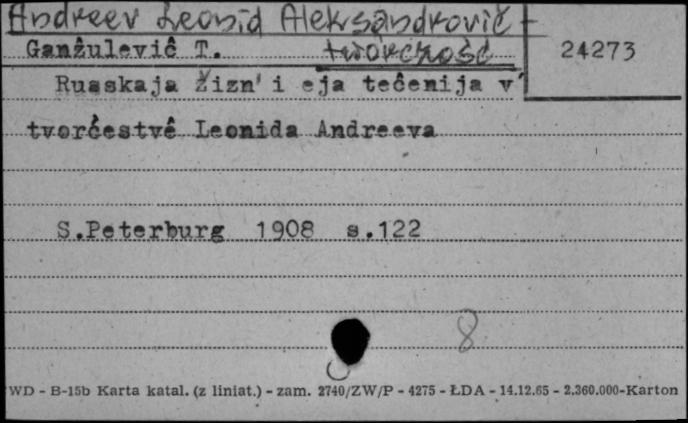 Andreev Leonid Aleksandrovič
Ganžulevič T. twórczość 24273
Russkaja žizn' i eja tečenija v
tvorčestvê Leonida Andreeva
S.Peterburg 1908 s.122
8
WD - B-15b Karta katal. (z liniat.) - zam. 2740/ZW/P - 4275 - ŁDA - 14.12.65 - 2.360.000-Karton